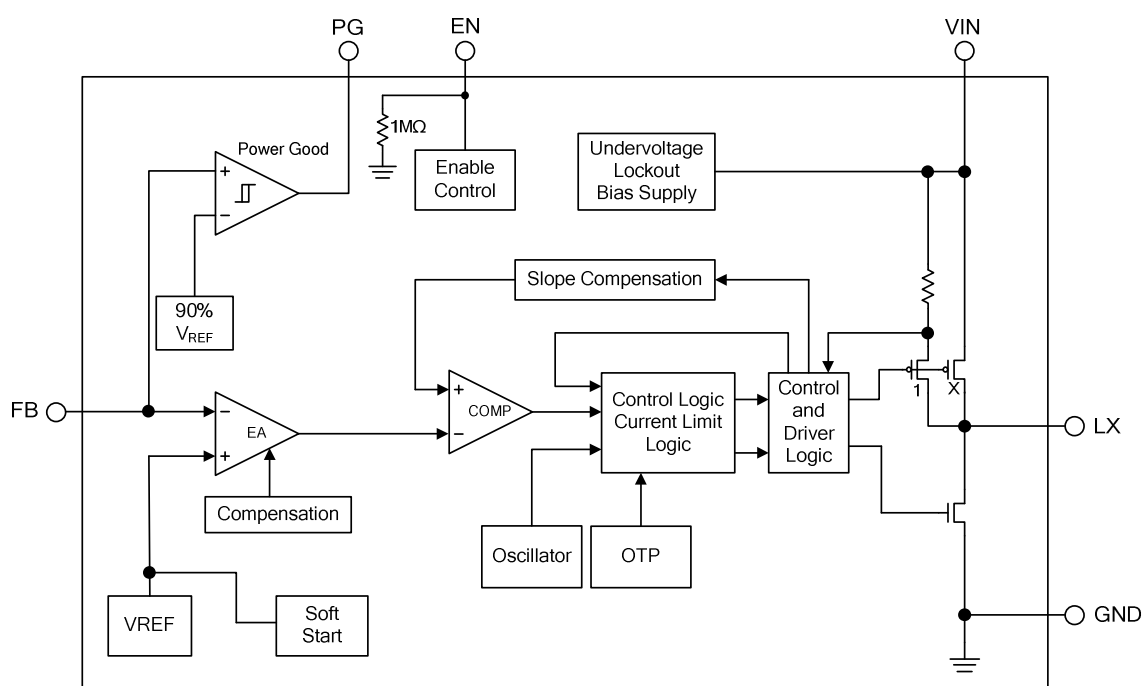 PG
EN
VIN
1MΩ
Power Good
+
−
Enable
Control
Undervoltage
Lockout
Bias Supply
90%
VREF
Slope Compensation
FB
−
EA
+
+
COMP
−
Control Logic
Current Limit
Logic
Control
and
Driver
Logic
1
X
LX
Compensation
Oscillator
OTP
VREF
Soft
Start
GND